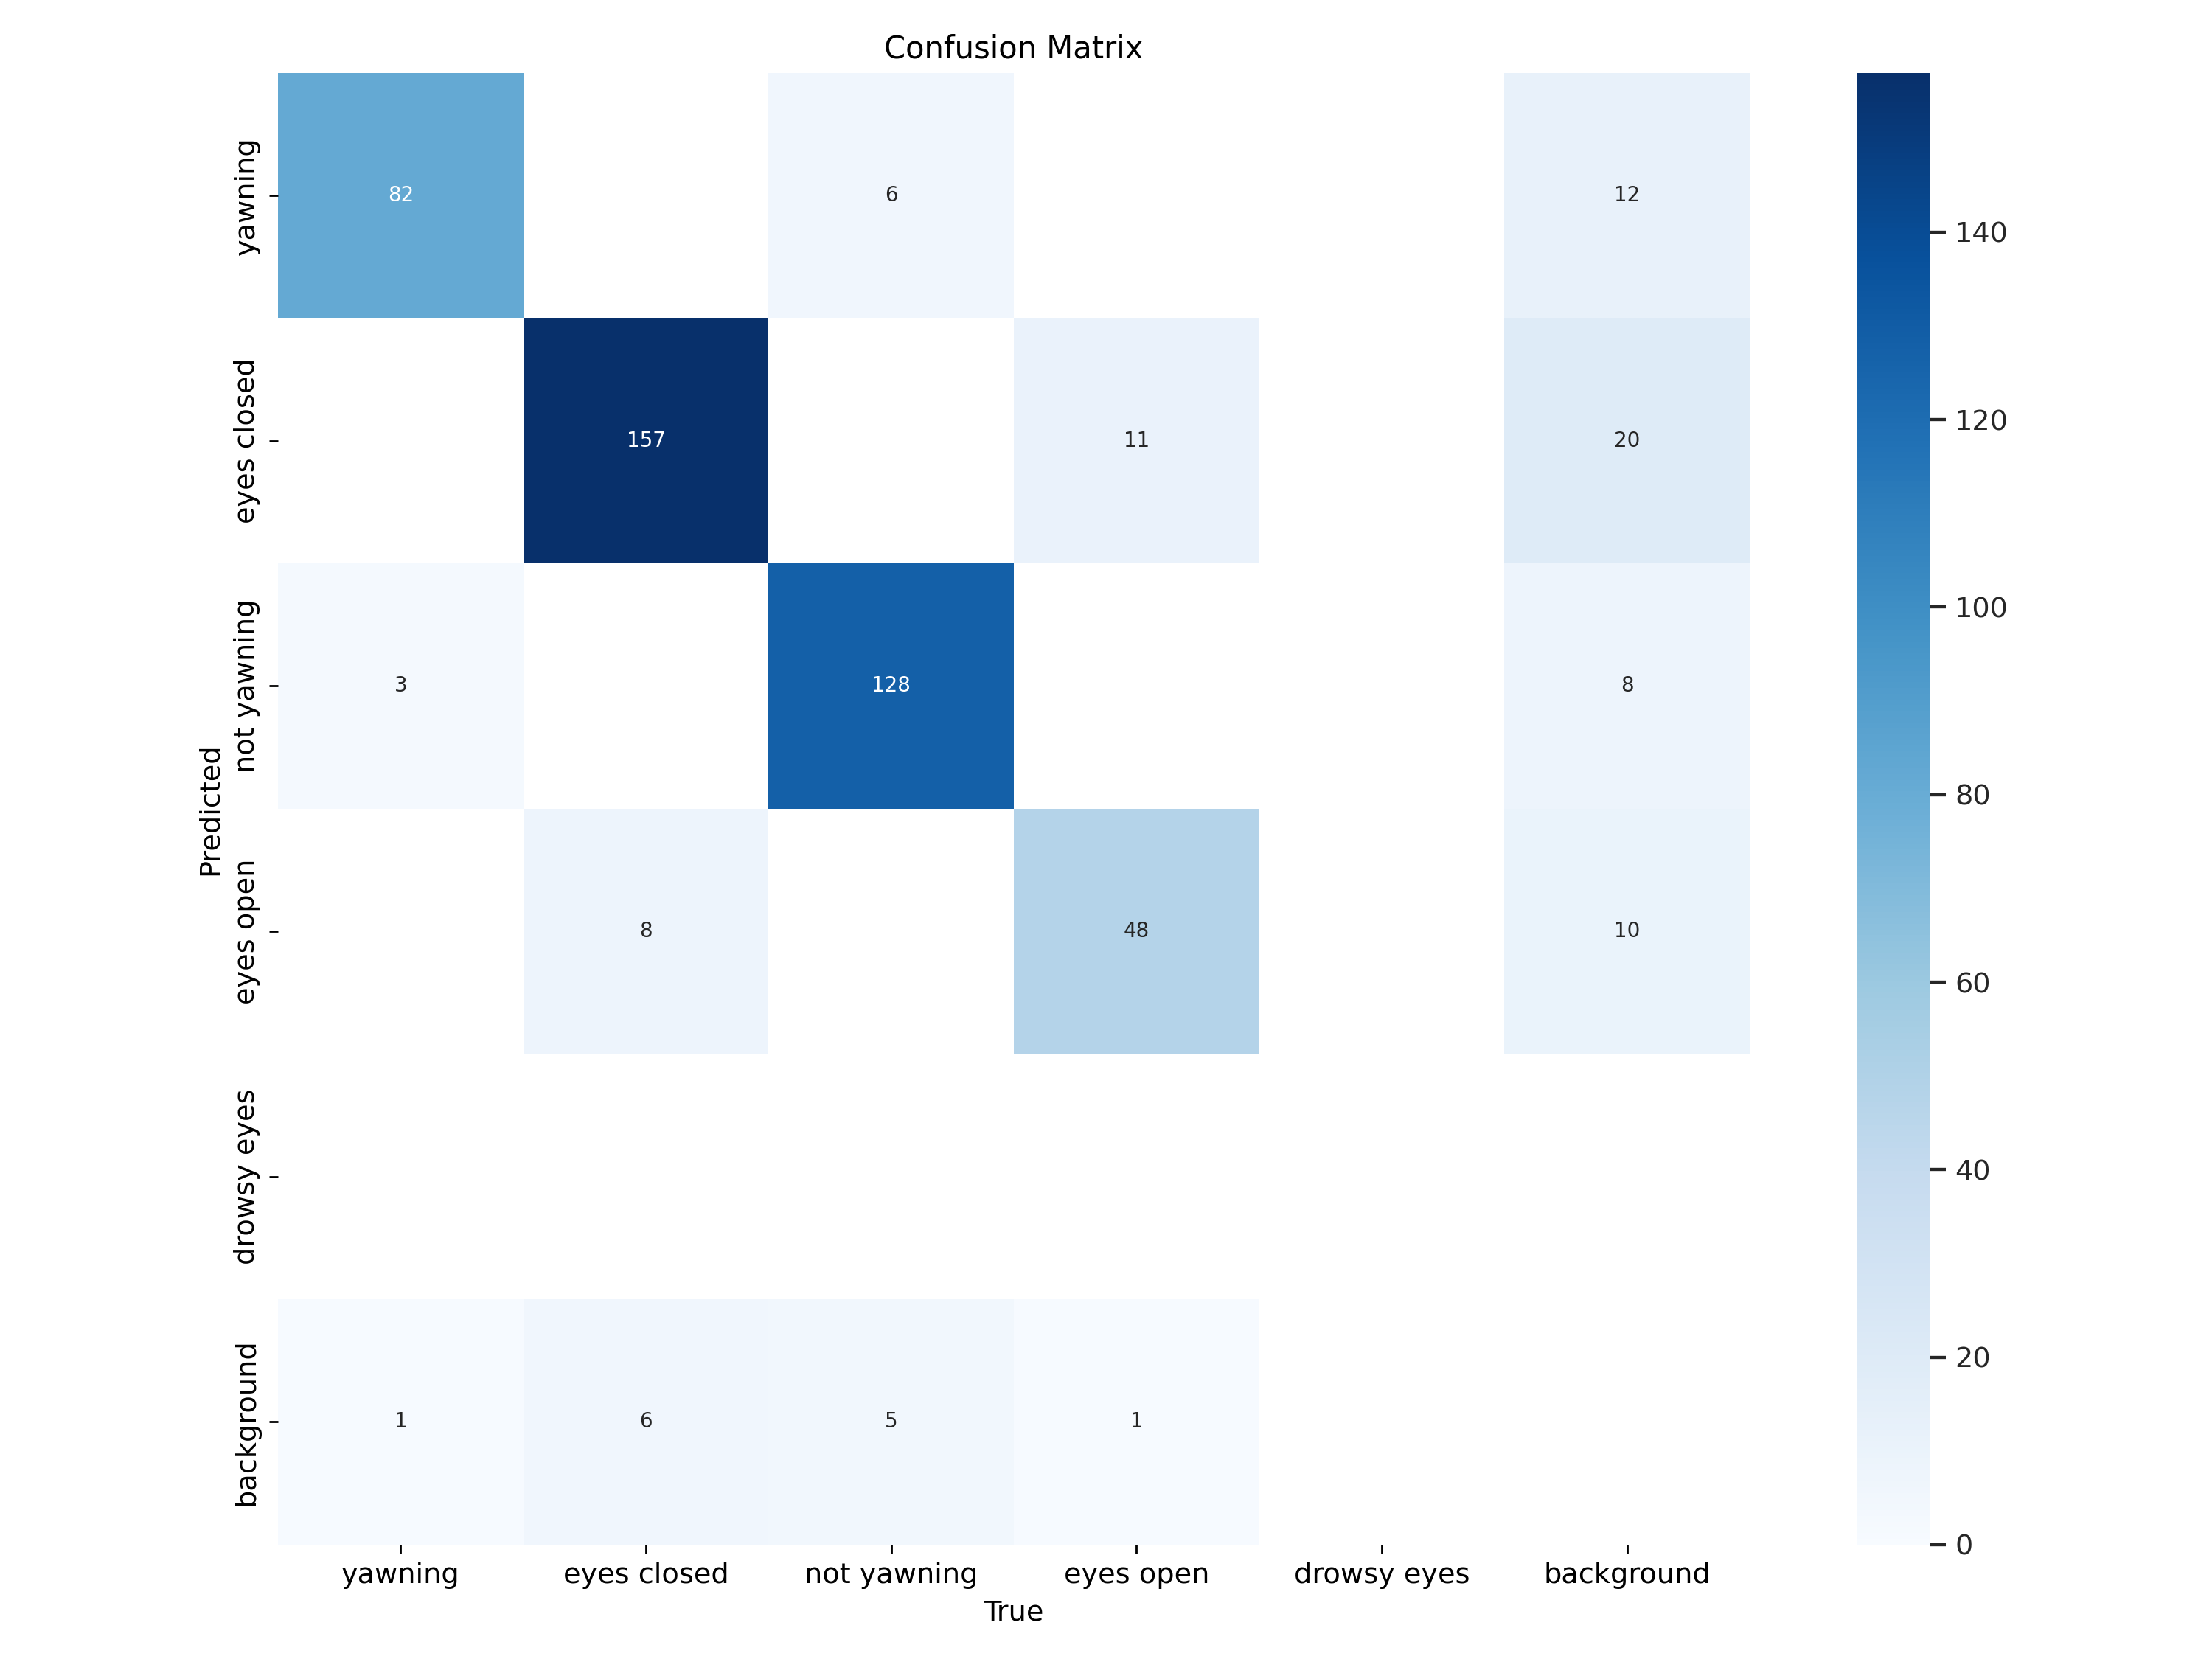 Confusion Matrix
yawning
82
6
12
140
eyes closed
157
11
20
120
100
not yawning
3
128
8
80
Predicted
eyes open
8
48
10
60
40
drowsy eyes
20
background
1
6
5
1
0
yawning
eyes closed
not yawning
eyes open
drowsy eyes
background
True